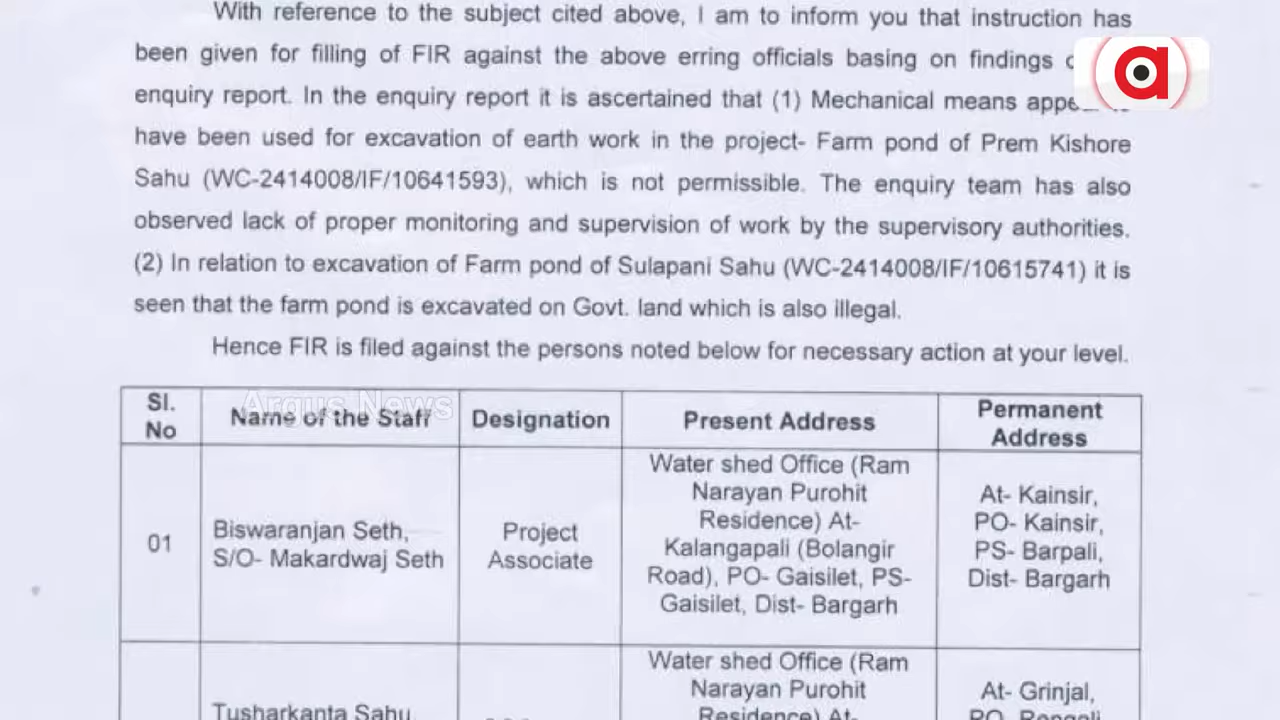 With reference to the subject cited above, I am to inform you that instruction has
been given for filling of FIR against the above erring officials basing on findings
a
enquiry report. In the enquiry report it is ascertained that (1) Mechanical means
have been used for excavation of earth work in the project- Farm pond of Prem Kishore
Sahu (WC-2414008/IF/10641593), which is not permissible. The enquiry team has also
observed lack of proper monitoring and supervision of work by the supervisory authorities.
(2) In relation to excavation of Farm pond of Sulapani Sahu (WC-2414008/IF/10615741) it is
seen that the farm pond is excavated on Govt. land which is also illegal.
Hence FIR is filed against the persons noted below for necessary action at your level.
Argus News
Sl.
No
Name of the Staff
Designation
Present Address
Permanent
Address
01
Biswaranjan Seth,
S/O- Makardwaj Seth
Project
Associate
Water shed Office (Ram
Narayan Purohit
Residence) At-
Kalangapali (Bolangir
Road), PO- Gaisilet, PS-
Gaisilet, Dist- Bargarh
At- Kainsir,
PO- Kainsir,
PS- Barpali,
Dist- Bargarh
Tusharkanta Sahu,
Water shed Office (Ram
Narayan Purohit
Residence) At-
At- Grinjal,